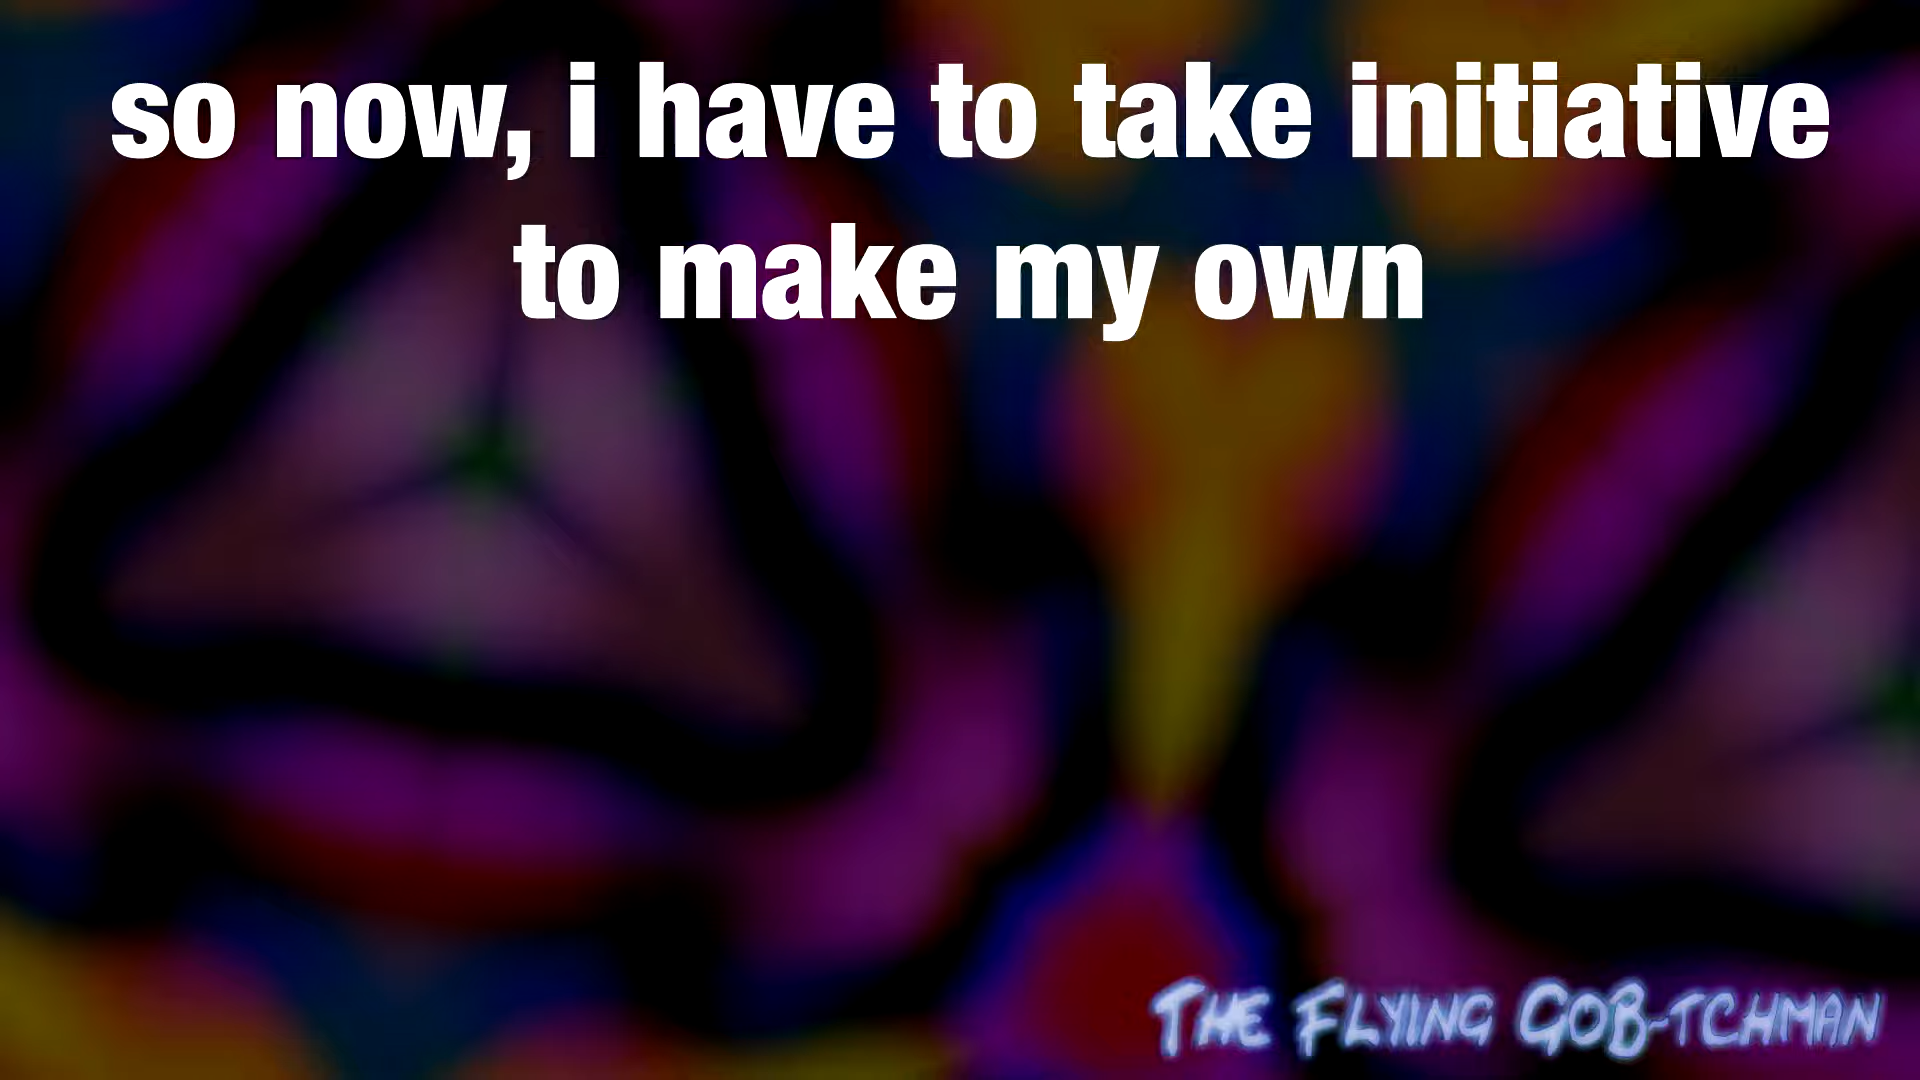 so now, i have to take initiative
to make my own
THE FLYING GOB-TCHMAN